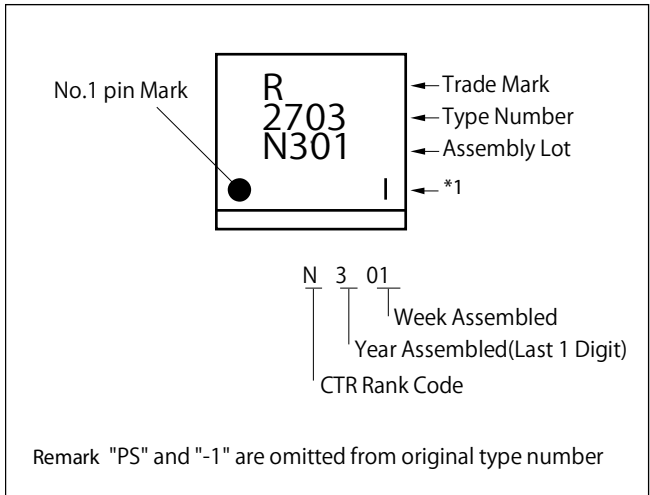 No.1 pin Mark
R
2703
N301
I
Trade Mark
Type Number
Assembly Lot
*1
N 3 01
Week Assembled
Year Assembled(Last 1 Digit)
CTR Rank Code
Remark "PS" and "-1" are omitted from original type number